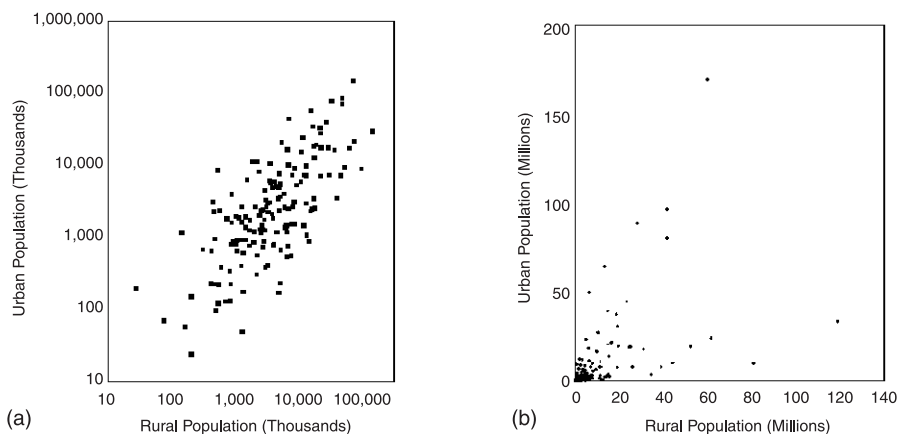 1,000,000
100,000
10,000
1,000
100
10
10 100 1,000 10,000 100,000
Urban Population (Thousands)
Rural Population (Thousands)
(a)
200
150
100
50
0
0 20 40 60 80 100 120 140
Urban Population (Millions)
Rural Population (Millions)
(b)